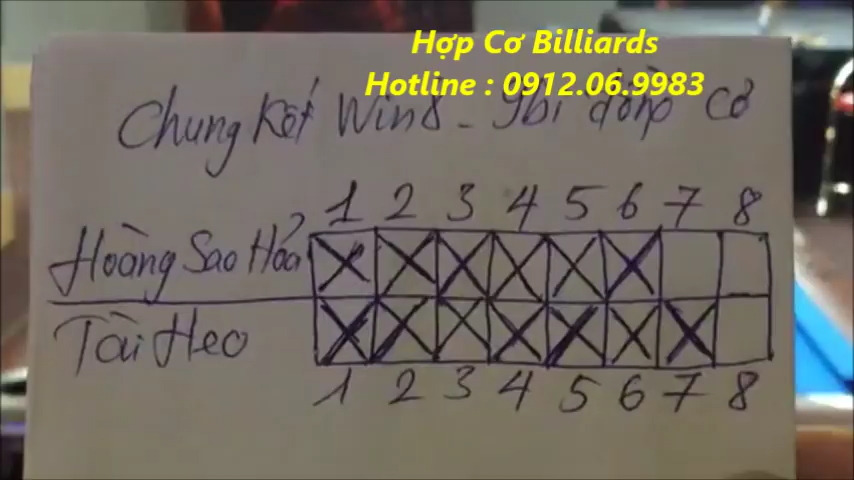 Hợp Cơ Billiards
Hotline : 0912.06.9983
Chung Kết Win8 - 9bi đồng cơ
1 2 3 4 5 6 7 8
Hoàng Sao Hỏa
Tài Heo
1 2 3 4 5 6 7 8